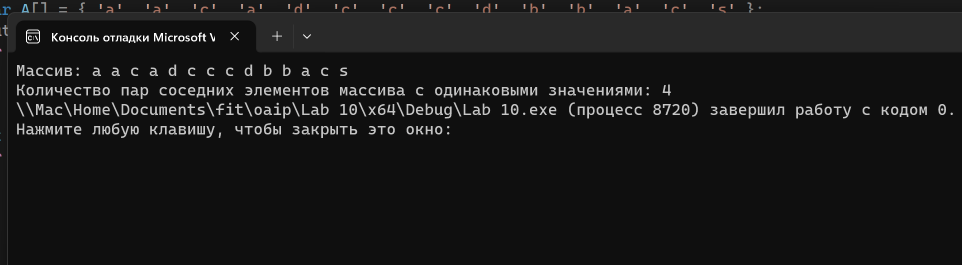 A[] = { 'a', 'a', 'c', 'a', 'd', 'c', 'c', 'c', 'd', 'b', 'b', 'a', 'c', 's' };
Консоль отладки Microsoft V
Массив: a a c a d c c c d b b a c s
Количество пар соседних элементов массива с одинаковыми значениями: 4
\\Mac\Home\Documents\fit\oaip\Lab 10\x64\Debug\Lab 10.exe (процесс 8720) завершил работу с кодом 0.
Нажмите любую клавишу, чтобы закрыть это окно: